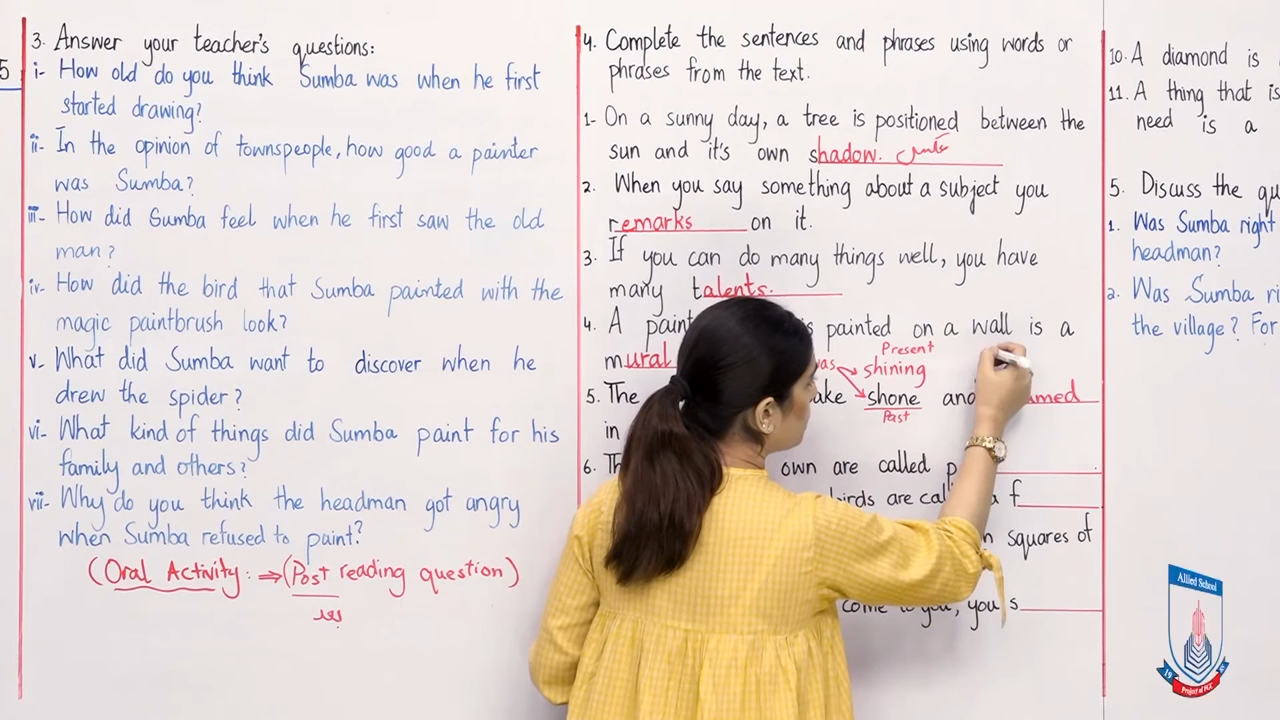 5
3. Answer your teacher's questions:
i- How old do you think Sumba was when he first
started drawing?
ii- In the opinion of townspeople, how good a painter
was Sumba?
iii- How did Sumba feel when he first saw the old
man?
iv- How did the bird that Sumba painted with the
magic paintbrush look?
v- What did Sumba want to discover when he
drew the spider?
vi- What kind of things did Sumba paint for his
family and others?
vii- Why do you think the headman got angry
when Sumba refused to paint?
(Oral Activity: ⇒ (Post reading question)
بعد
4. Complete the sentences and phrases using words or
phrases from the text.
1- On a sunny day, a tree is positioned between the
sun and it's own shadow.
2. When you say something about a subject you
remarks on it.
3. If you can do many things well, you have
many talents.
4. A painted on a wall is a
mural
Present
was shining
5. The shone and
Past
in
6. own are called p
birds are a f
squares of
come to you, you s
10. A diamond is
11. A thing that is
need is a
5. Discuss the
1. Was Sumba right
headman?
2. Was Sumba
the village? For
Allied School
19 85
Project of PGC